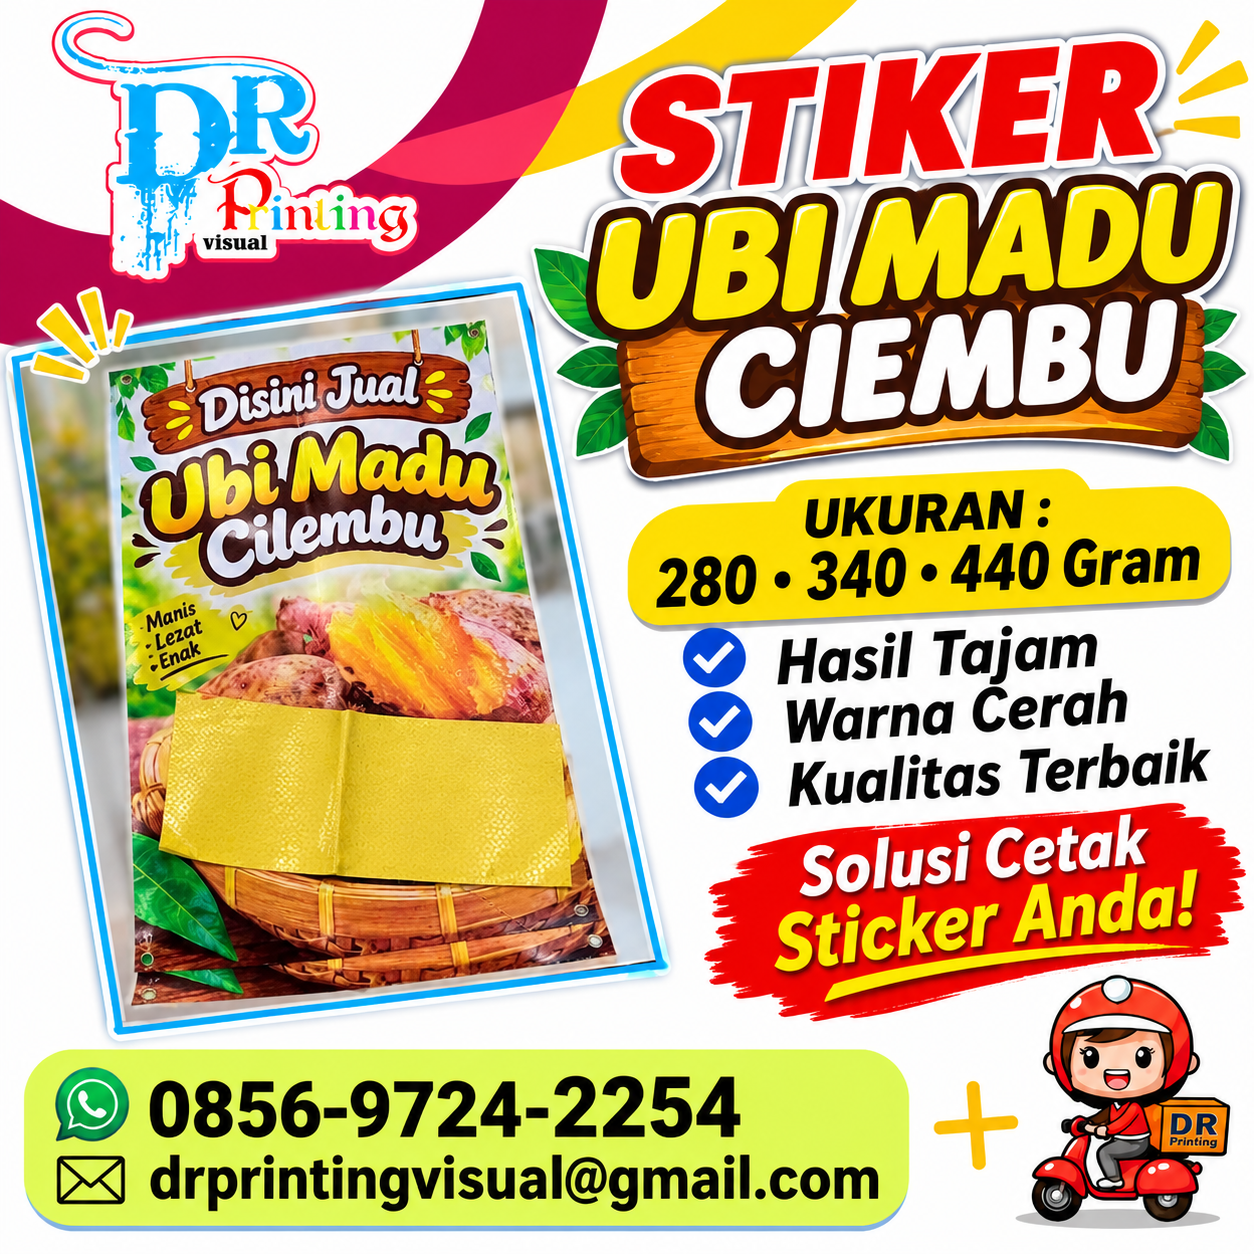 DR
Printing
visual
STIKER
UBI MADU
CIEMBU
Disini Jual
Ubi Madu
Cilembu
Manis
• Lezat
• Enak
UKURAN :
280 • 340 • 440 Gram
Hasil Tajam
Warna Cerah
Kualitas Terbaik
Solusi Cetak
Sticker Anda!
0856-9724-2254
drprintingvisual@gmail.com
DR
Printing